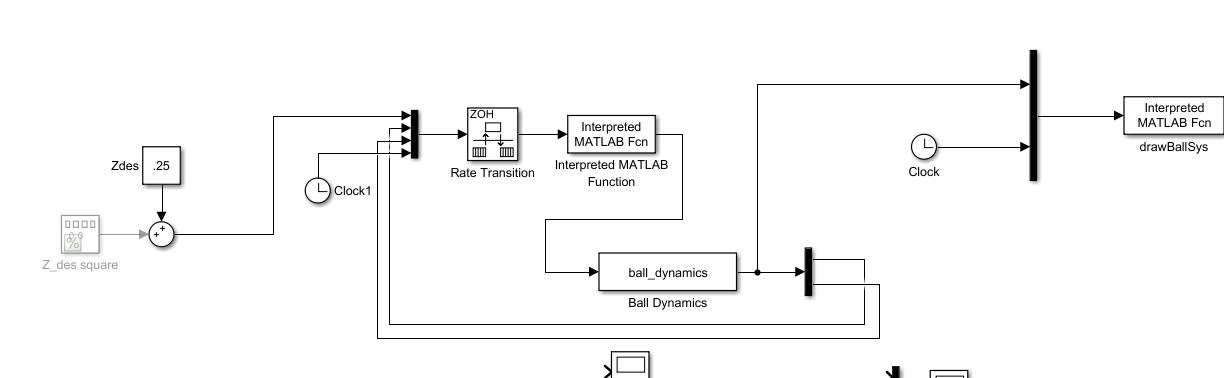 ZOH
Interpreted
MATLAB Fcn
Interpreted
MATLAB Fcn
drawBallSys
Zdes
.25
Rate Transition
Interpreted MATLAB
Function
Clock
Clock1
Z_des square
ball_dynamics
Ball Dynamics